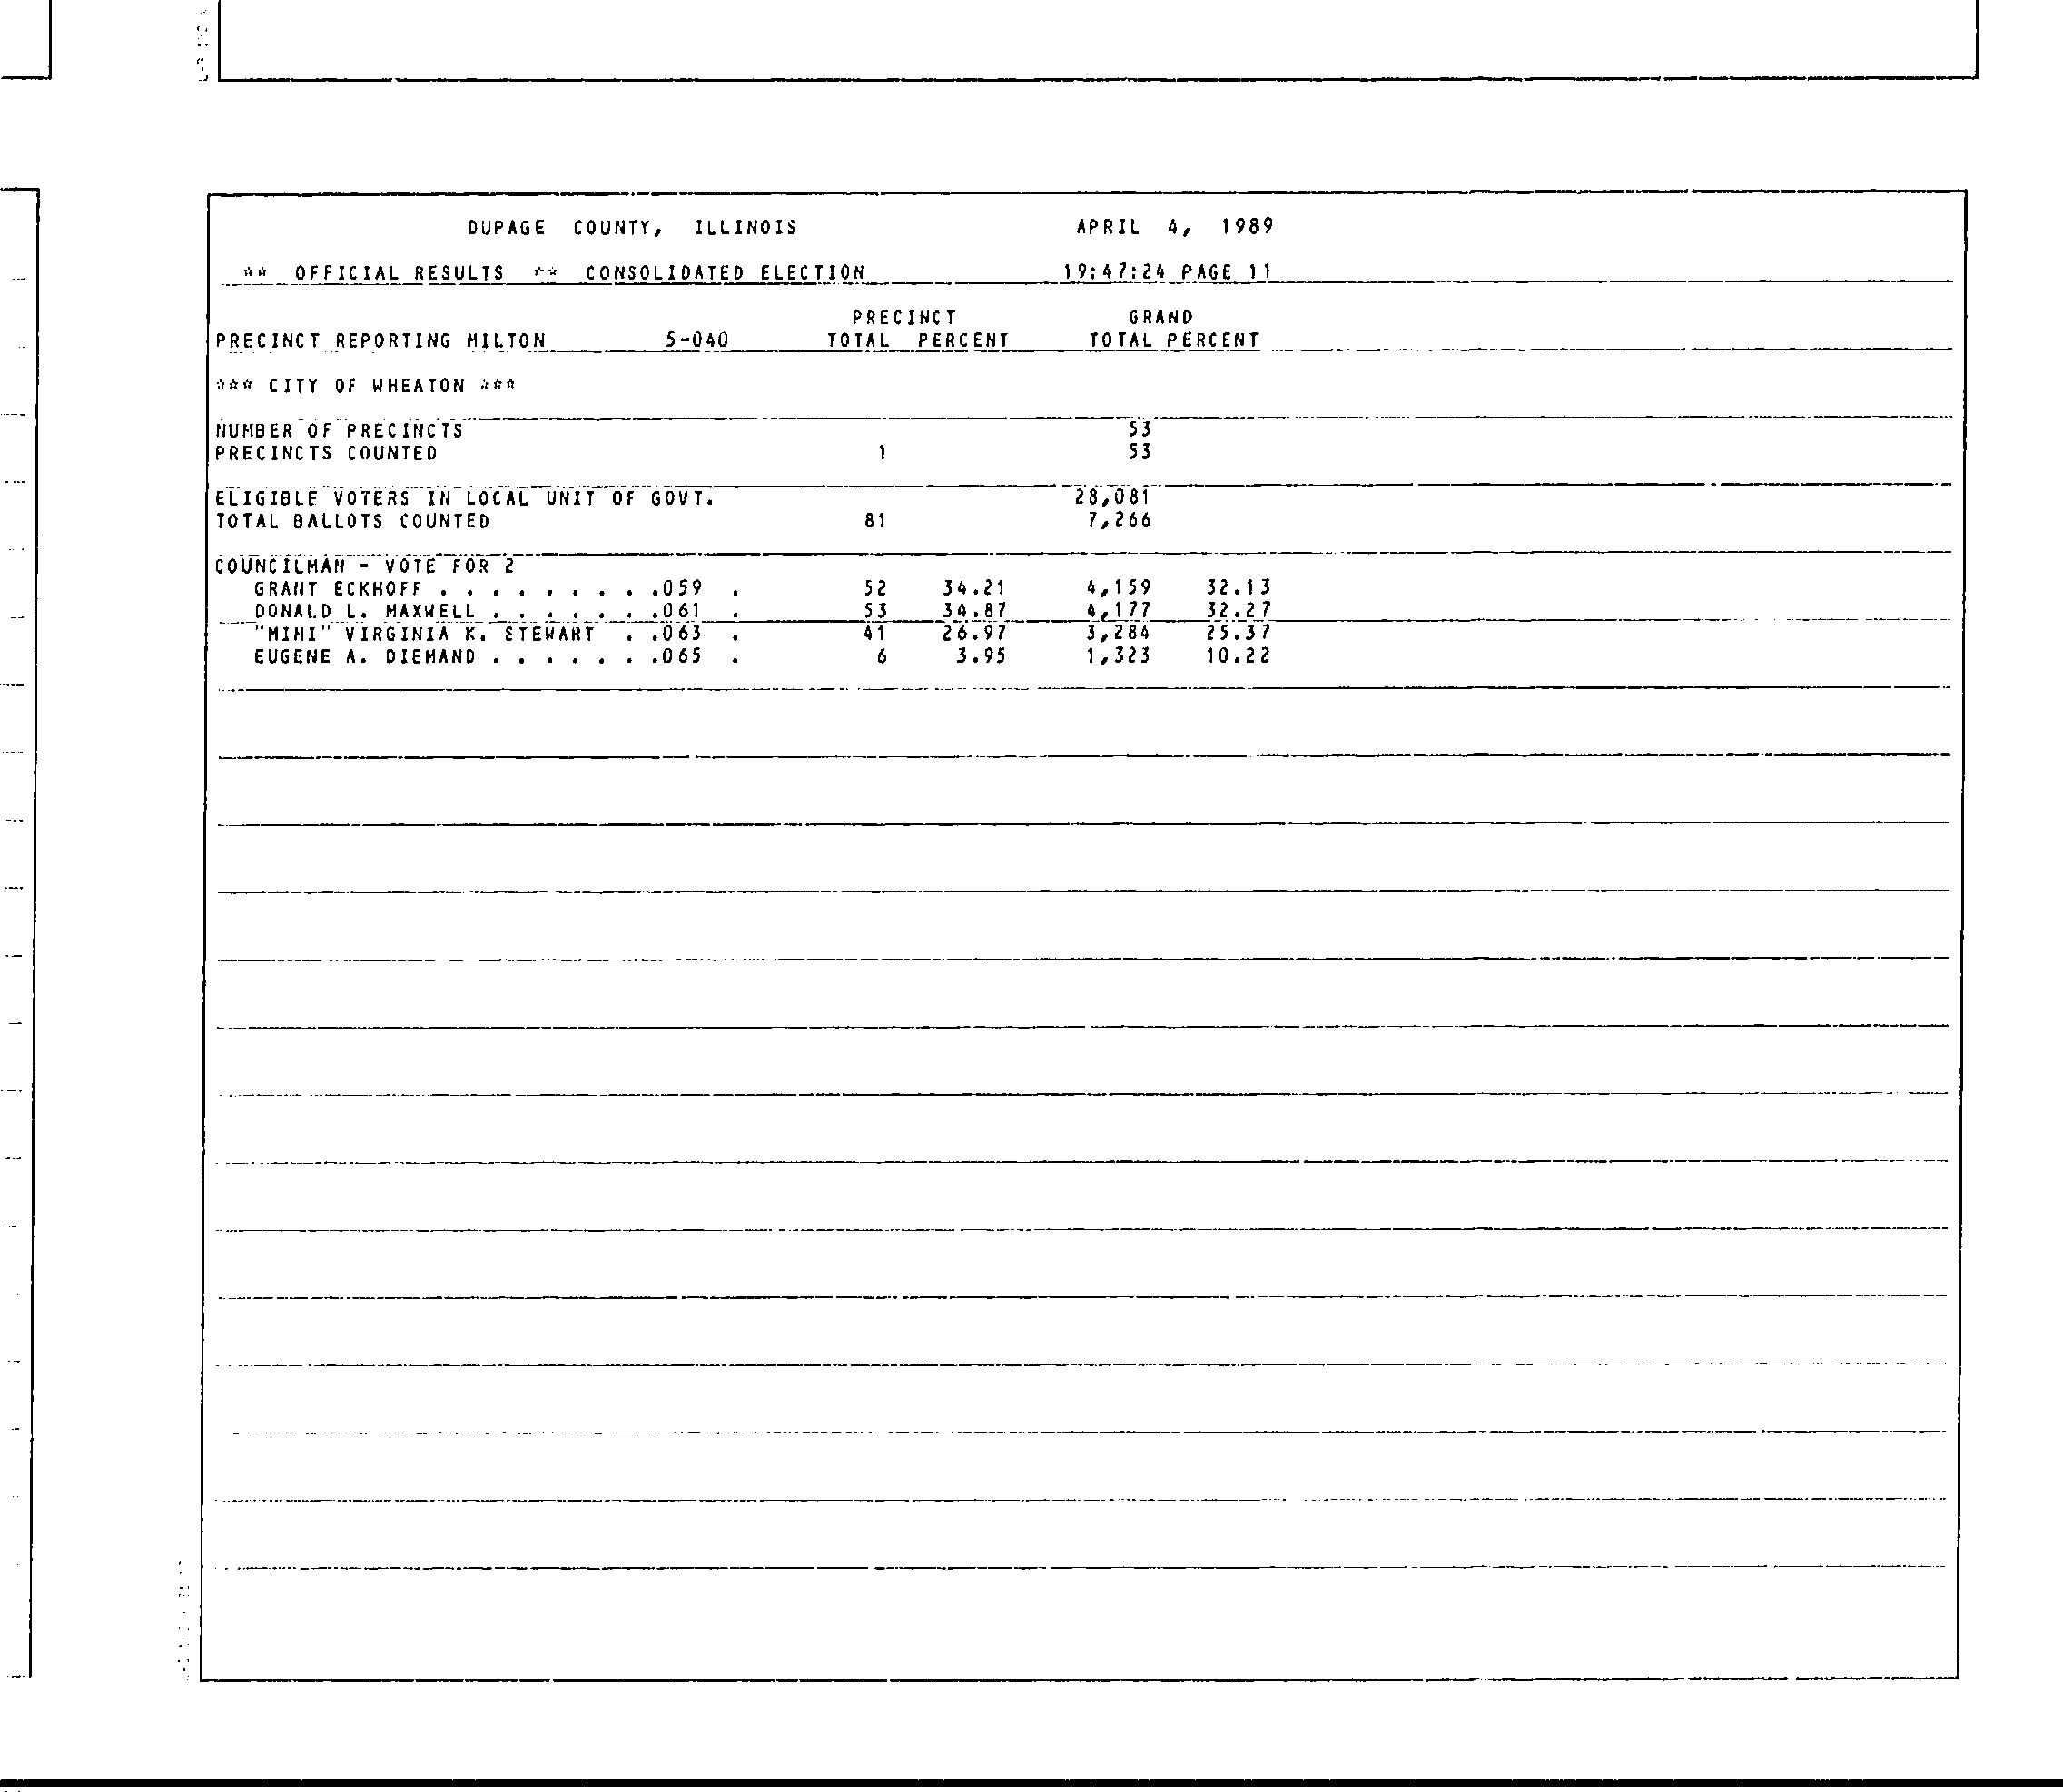 DUPAGE COUNTY, ILLINOIS APRIL 4, 1989
** OFFICIAL RESULTS ** CONSOLIDATED ELECTION 19:47:24 PAGE 11
PRECINCT GRAND
PRECINCT REPORTING MILTON 5-040 TOTAL PERCENT TOTAL PERCENT
*** CITY OF WHEATON ***
NUMBER OF PRECINCTS 53
PRECINCTS COUNTED 1 53
ELIGIBLE VOTERS IN LOCAL UNIT OF GOVT. 28,081
TOTAL BALLOTS COUNTED 81 7,266
COUNCILMAN - VOTE FOR 2
GRANT ECKHOFF . . . . . . . . .059 . 52 34.21 4,159 32.13
DONALD L. MAXWELL . . . . . . .061 . 53 34.87 4,177 32.27
"MIMI" VIRGINIA K. STEWART . .063 . 41 26.97 3,284 25.37
EUGENE A. DIEMAND . . . . . . .065 . 6 3.95 1,323 10.22